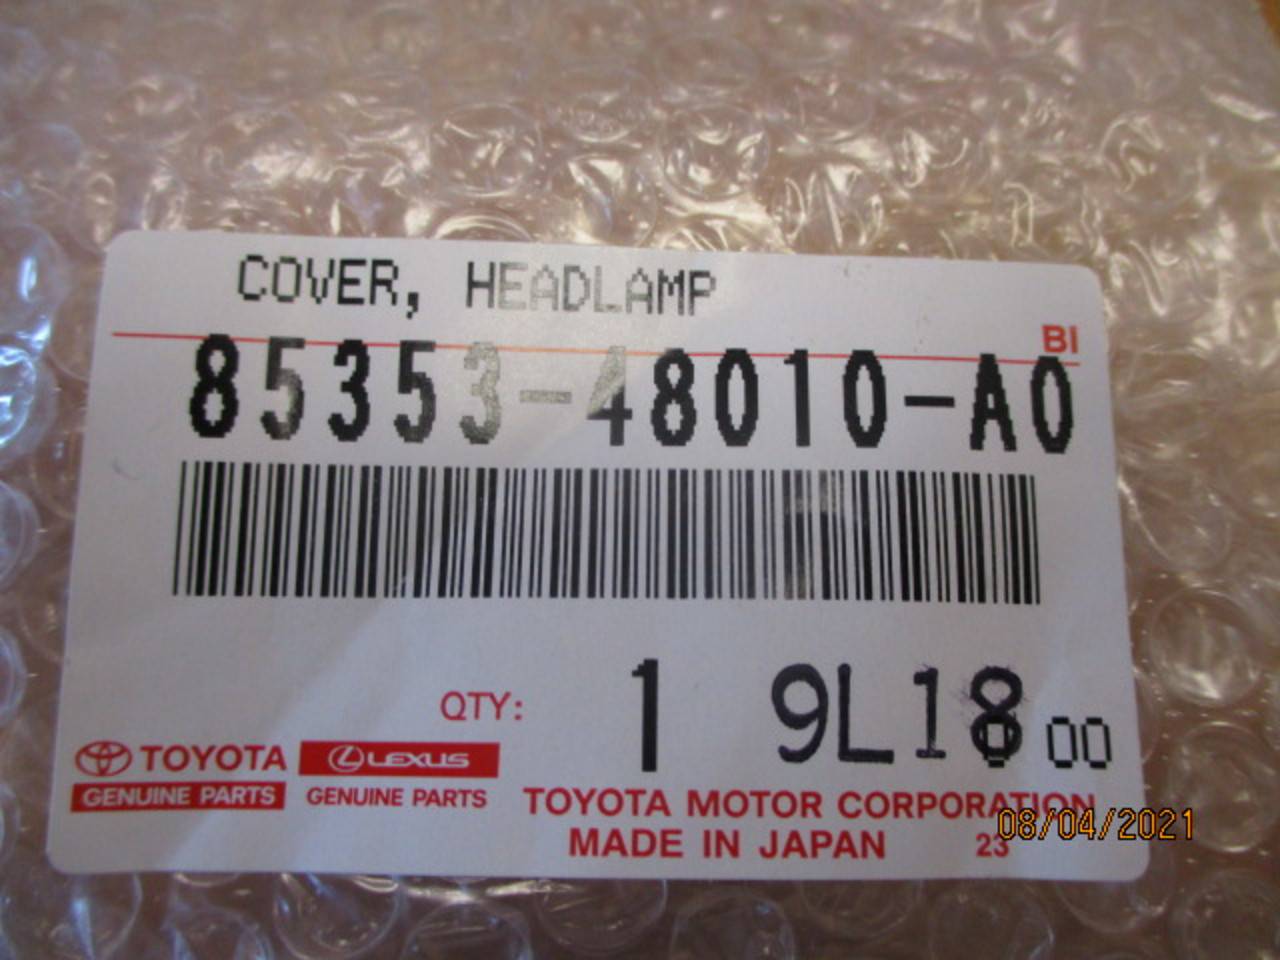 COVER, HEADLAMP
BI
85353-48010-A0
QTY: 1 9L18 00
TOYOTA LEXUS
GENUINE PARTS GENUINE PARTS
TOYOTA MOTOR CORPORATION
MADE IN JAPAN 23
08/04/2021